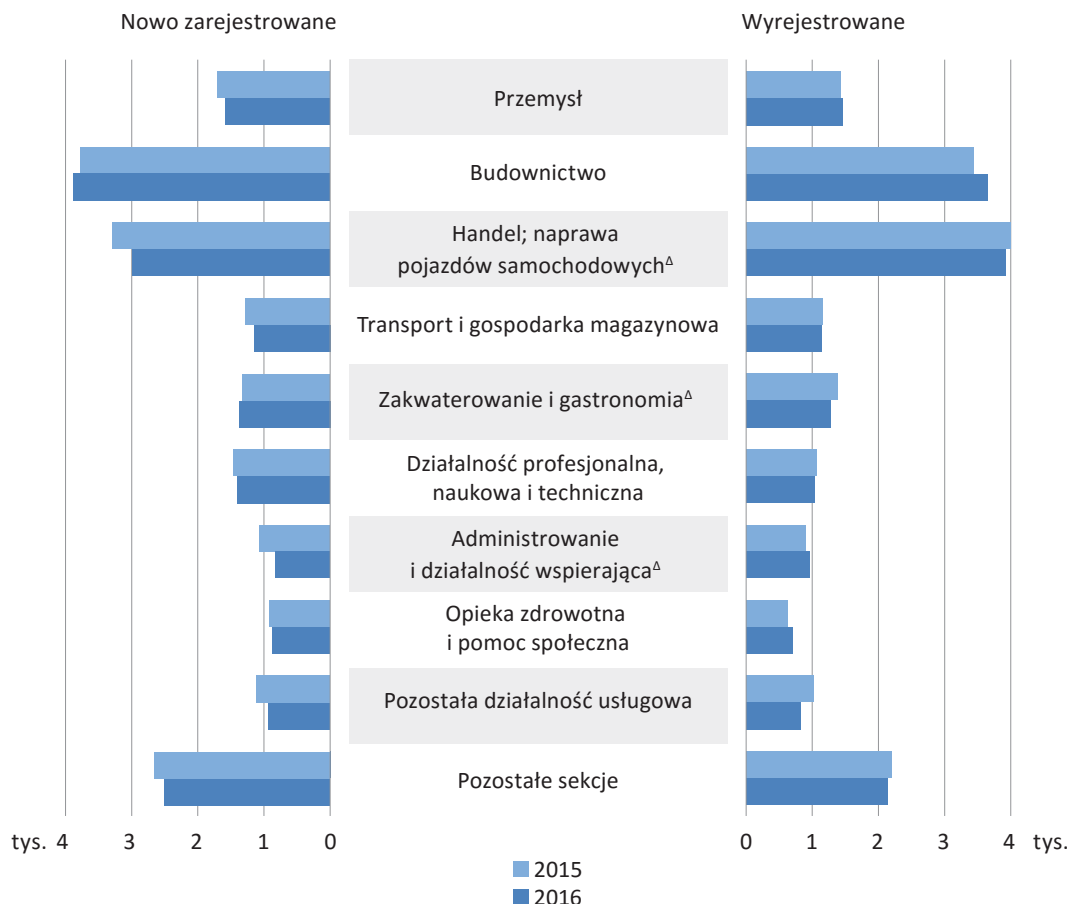 Nowo zarejestrowane
Wyrejestrowane
Przemysł
Budownictwo
Handel; naprawa
pojazdów samochodowych^Δ
Transport i gospodarka magazynowa
Zakwaterowanie i gastronomia^Δ
Działalność profesjonalna,
naukowa i techniczna
Administrowanie
i działalność wspierająca^Δ
Opieka zdrowotna
i pomoc społeczna
Pozostała działalność usługowa
Pozostałe sekcje
tys. 4 3 2 1 0
0 1 2 3 4 tys.
2015
2016